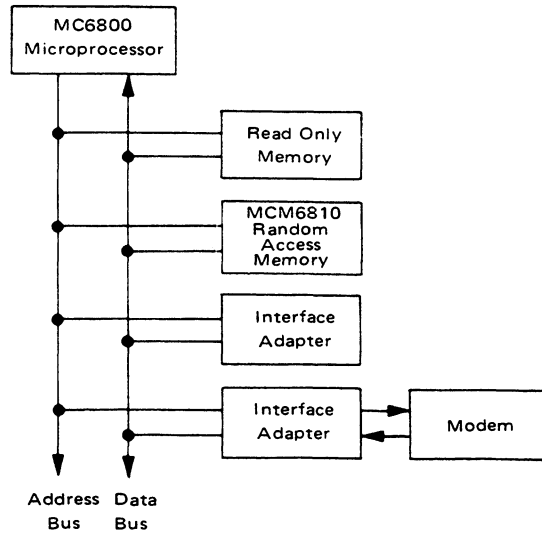 MC6800
Microprocessor
Read Only
Memory
MCM6810
Random
Access
Memory
Interface
Adapter
Interface
Adapter
Modem
Address
Bus
Data
Bus